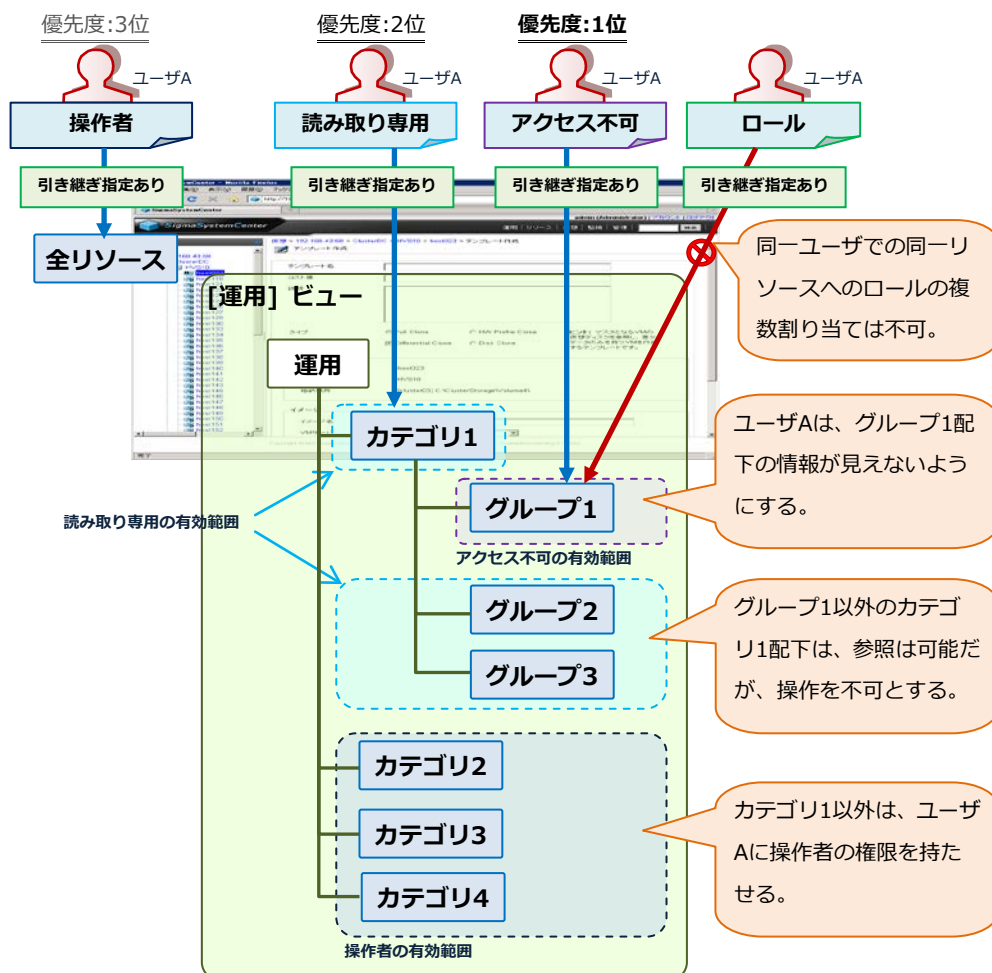 優先度:3位
優先度:2位
優先度:1位
ユーザA
ユーザA
ユーザA
ユーザA
操作者
読み取り専用
アクセス不可
ロール
引き継ぎ指定あり
引き継ぎ指定あり
引き継ぎ指定あり
引き継ぎ指定あり
SigmaSystemCenter
全リソース
テンプレート名
タイプ
[運用] ビュー
運用
カテゴリ1
グループ1
アクセス不可の有効範囲
読み取り専用の有効範囲
グループ2
グループ3
カテゴリ2
カテゴリ3
カテゴリ4
操作者の有効範囲
同一ユーザでの同一リ
ソースへのロールの複
数割り当ては不可。
ユーザAは、グループ1配
下の情報が見えないよう
にする。
グループ1以外のカテゴ
リ1配下は、参照は可能だ
が、操作を不可とする。
カテゴリ1以外は、ユーザ
Aに操作者の権限を持た
せる。